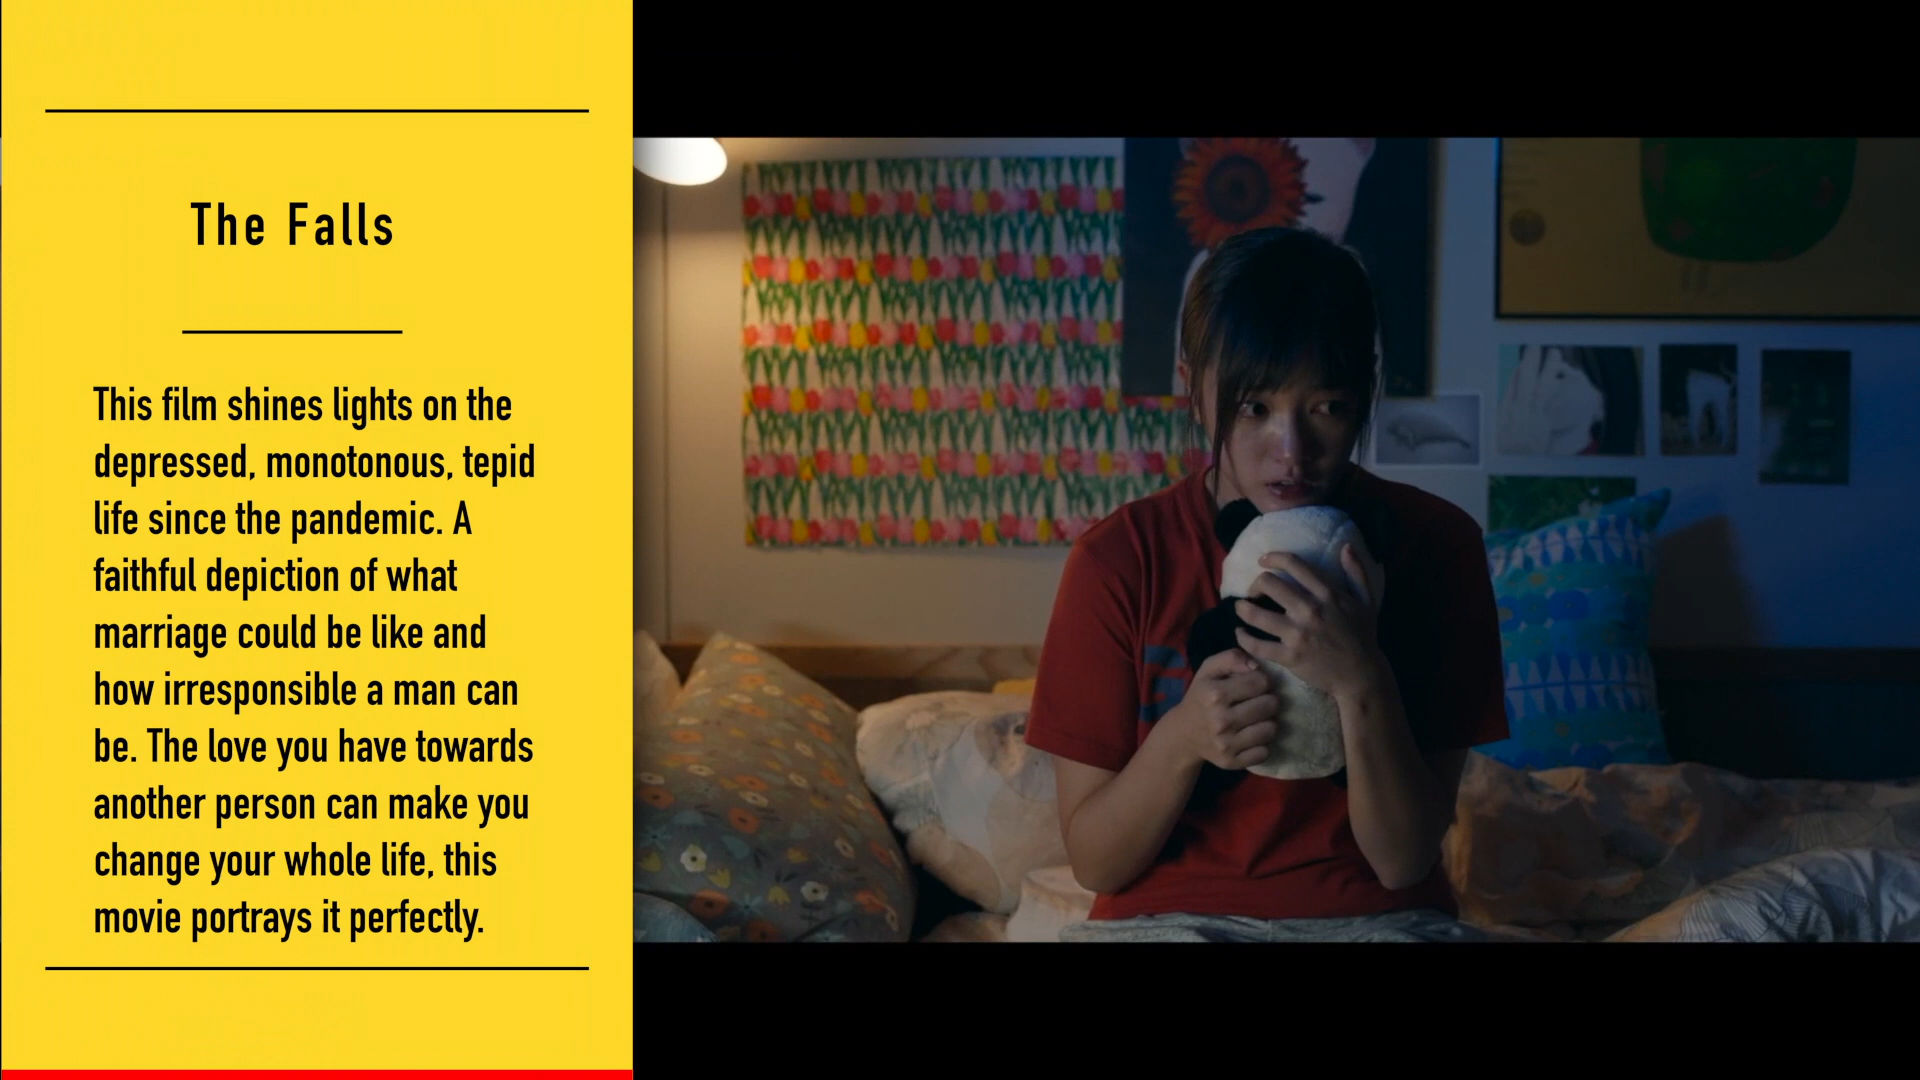 The Falls
This film shines lights on the
depressed, monotonous, tepid
life since the pandemic. A
faithful depiction of what
marriage could be like and
how irresponsible a man can
be. The love you have towards
another person can make you
change your whole life, this
movie portrays it perfectly.